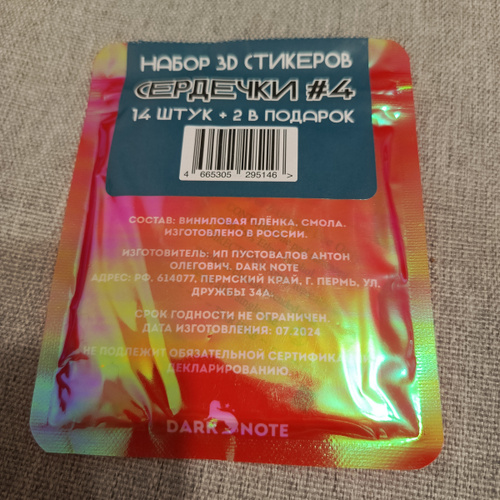 НАБОР 3D СТИКЕРОВ
СЕРДЕЧКИ #4
14 ШТУК + 2 В ПОДАРОК
4 665305 295146 >
СОСТАВ: ВИНИЛОВАЯ ПЛЁНКА, СМОЛА.
ИЗГОТОВЛЕНО В РОССИИ.
ИЗГОТОВИТЕЛЬ: ИП ПУСТОВАЛОВ АНТОН
ОЛЕГОВИЧ. DARK NOTE
АДРЕС: РФ, 614077, ПЕРМСКИЙ КРАЙ, Г. ПЕРМЬ, УЛ.
ДРУЖБЫ 34А.
СРОК ГОДНОСТИ НЕ ОГРАНИЧЕН.
ДАТА ИЗГОТОВЛЕНИЯ: 07 2024
НЕ ПОДЛЕЖИТ ОБЯЗАТЕЛЬНОЙ
ДЕКЛАРИРОВАНИЮ.
DARK NOTE